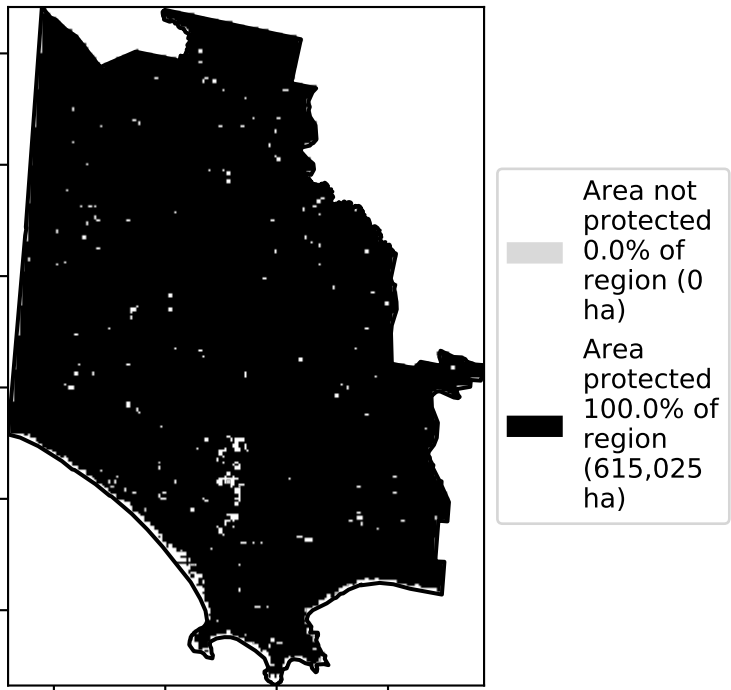 Area not
protected
0.0% of
region (0
ha)
Area
protected
100.0% of
region
(615,025
ha)